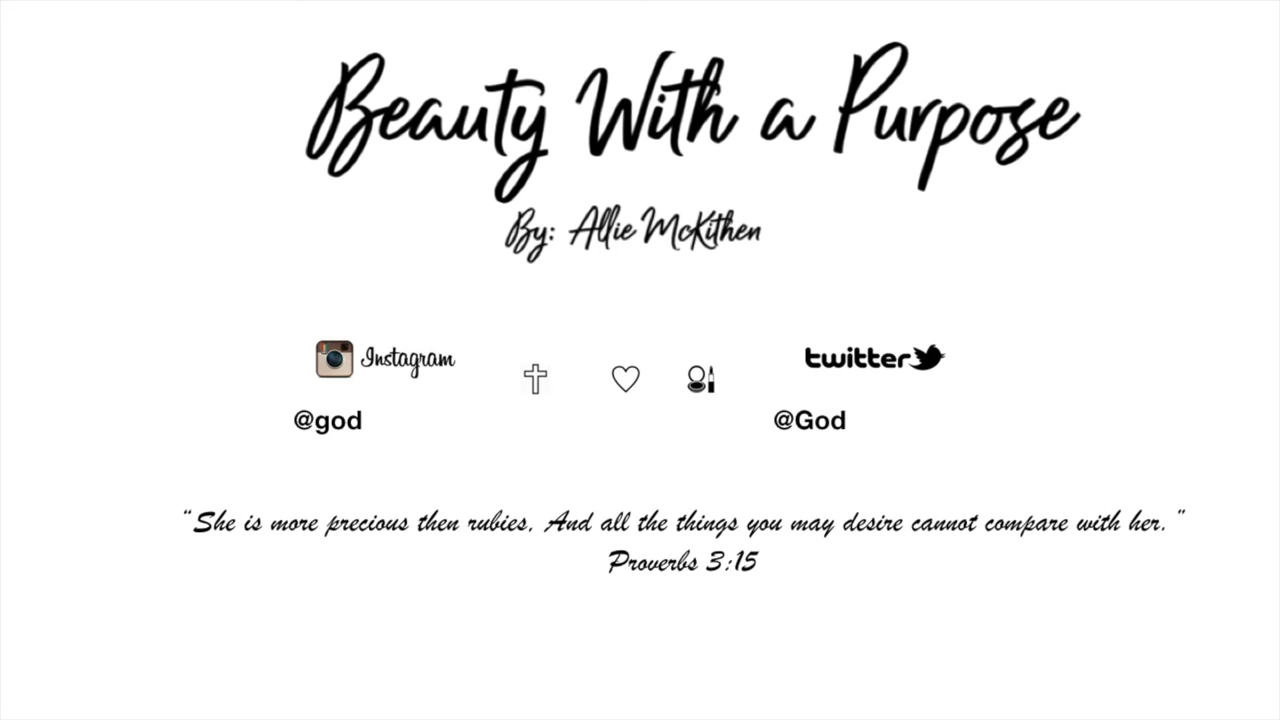 Beauty With a Purpose
By: Allie McKithen
Instagram
twitter
@god
@God
“She is more precious then rubies, And all the things you may desire cannot compare with her.”
Proverbs 3:15